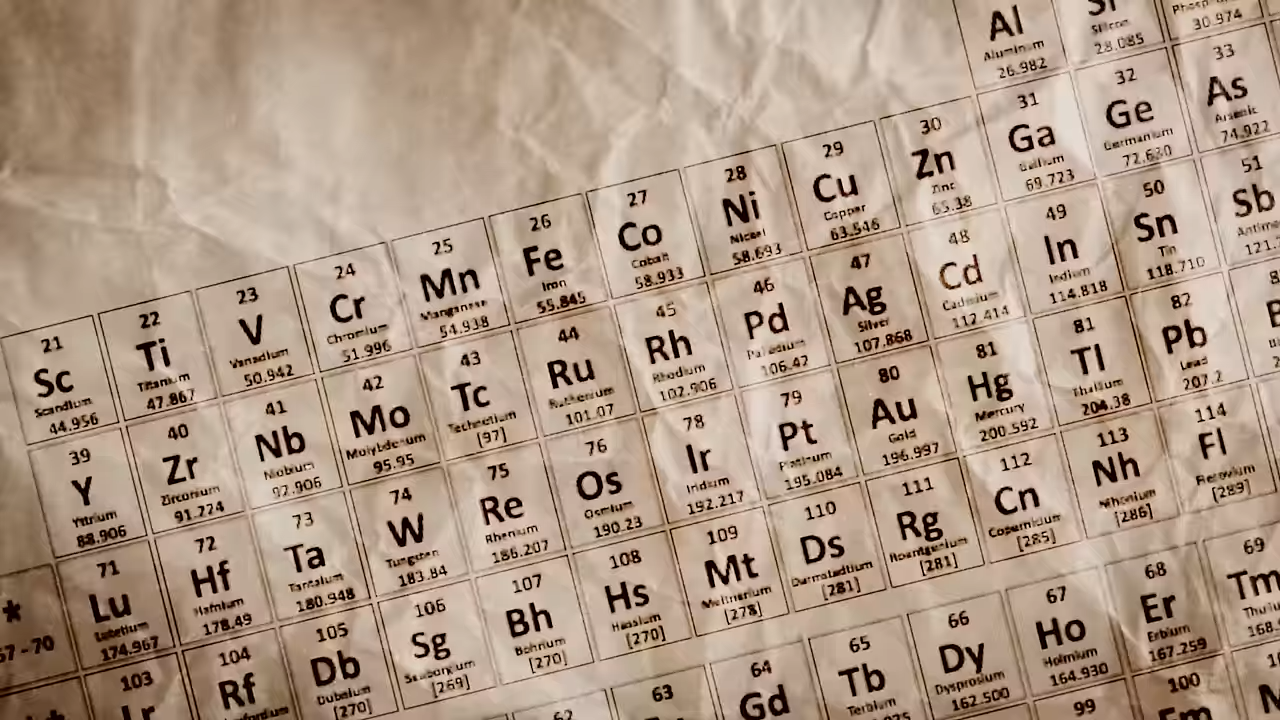 Al
Aluminum
26.982
Si
Silicon
28.085
30.974
21
Sc
Scandium
44.956
22
Ti
Titanium
47.867
23
V
Vanadium
50.942
24
Cr
Chromium
51.996
25
Mn
Manganese
54.938
26
Fe
Iron
55.845
27
Co
Cobalt
58.933
28
Ni
Nickel
58.693
29
Cu
Copper
63.546
30
Zn
Zinc
65.38
31
Ga
Gallium
69.723
32
Ge
Germanium
72.630
33
As
Arsenic
74.922
39
Y
Yttrium
88.906
40
Zr
Zirconium
91.224
41
Nb
Niobium
92.906
42
Mo
Molybdenum
95.95
43
Tc
Technetium
[97]
44
Ru
Ruthenium
101.07
45
Rh
Rhodium
102.906
46
Pd
Palladium
106.42
47
Ag
Silver
107.868
48
Cd
Cadmium
112.414
49
In
Indium
114.818
50
Sn
Tin
118.710
51
Sb
*
57-70
71
Lu
Lutetium
174.967
72
Hf
Hafnium
178.49
73
Ta
Tantalum
180.948
74
W
Tungsten
183.84
75
Re
Rhenium
186.207
76
Os
Osmium
190.23
78
Ir
Iridium
192.217
79
Pt
Platinum
195.084
80
Au
Gold
196.997
81
Hg
Mercury
200.592
81
Tl
Thallium
204.38
82
Pb
Lead
207.2
103
Lr
104
Rf
105
Db
Dubnium
[270]
106
Sg
Seaborgium
[269]
107
Bh
Bohrium
[270]
108
Hs
Hassium
[270]
109
Mt
Meitnerium
[278]
110
Ds
Darmstadtium
[281]
111
Rg
Roentgenium
[281]
112
Cn
Copernicium
[285]
113
Nh
Nihonium
[286]
114
Fl
Flerovium
[289]
62
63
64
Gd
65
Tb
Terbium
66
Dy
Dysprosium
162.500
67
Ho
Holmium
164.930
68
Er
Erbium
167.259
69
Tm
99
100
Fm